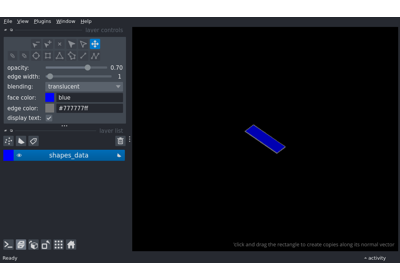 File View Plugins Window Help
layer controls
opacity: 0.70
edge width: 1
blending: translucent
face color: blue
edge color: #777777ff
display text:
layer list
shapes_data
Click and drag the rectangle to create copies along its normal vector
Ready activity